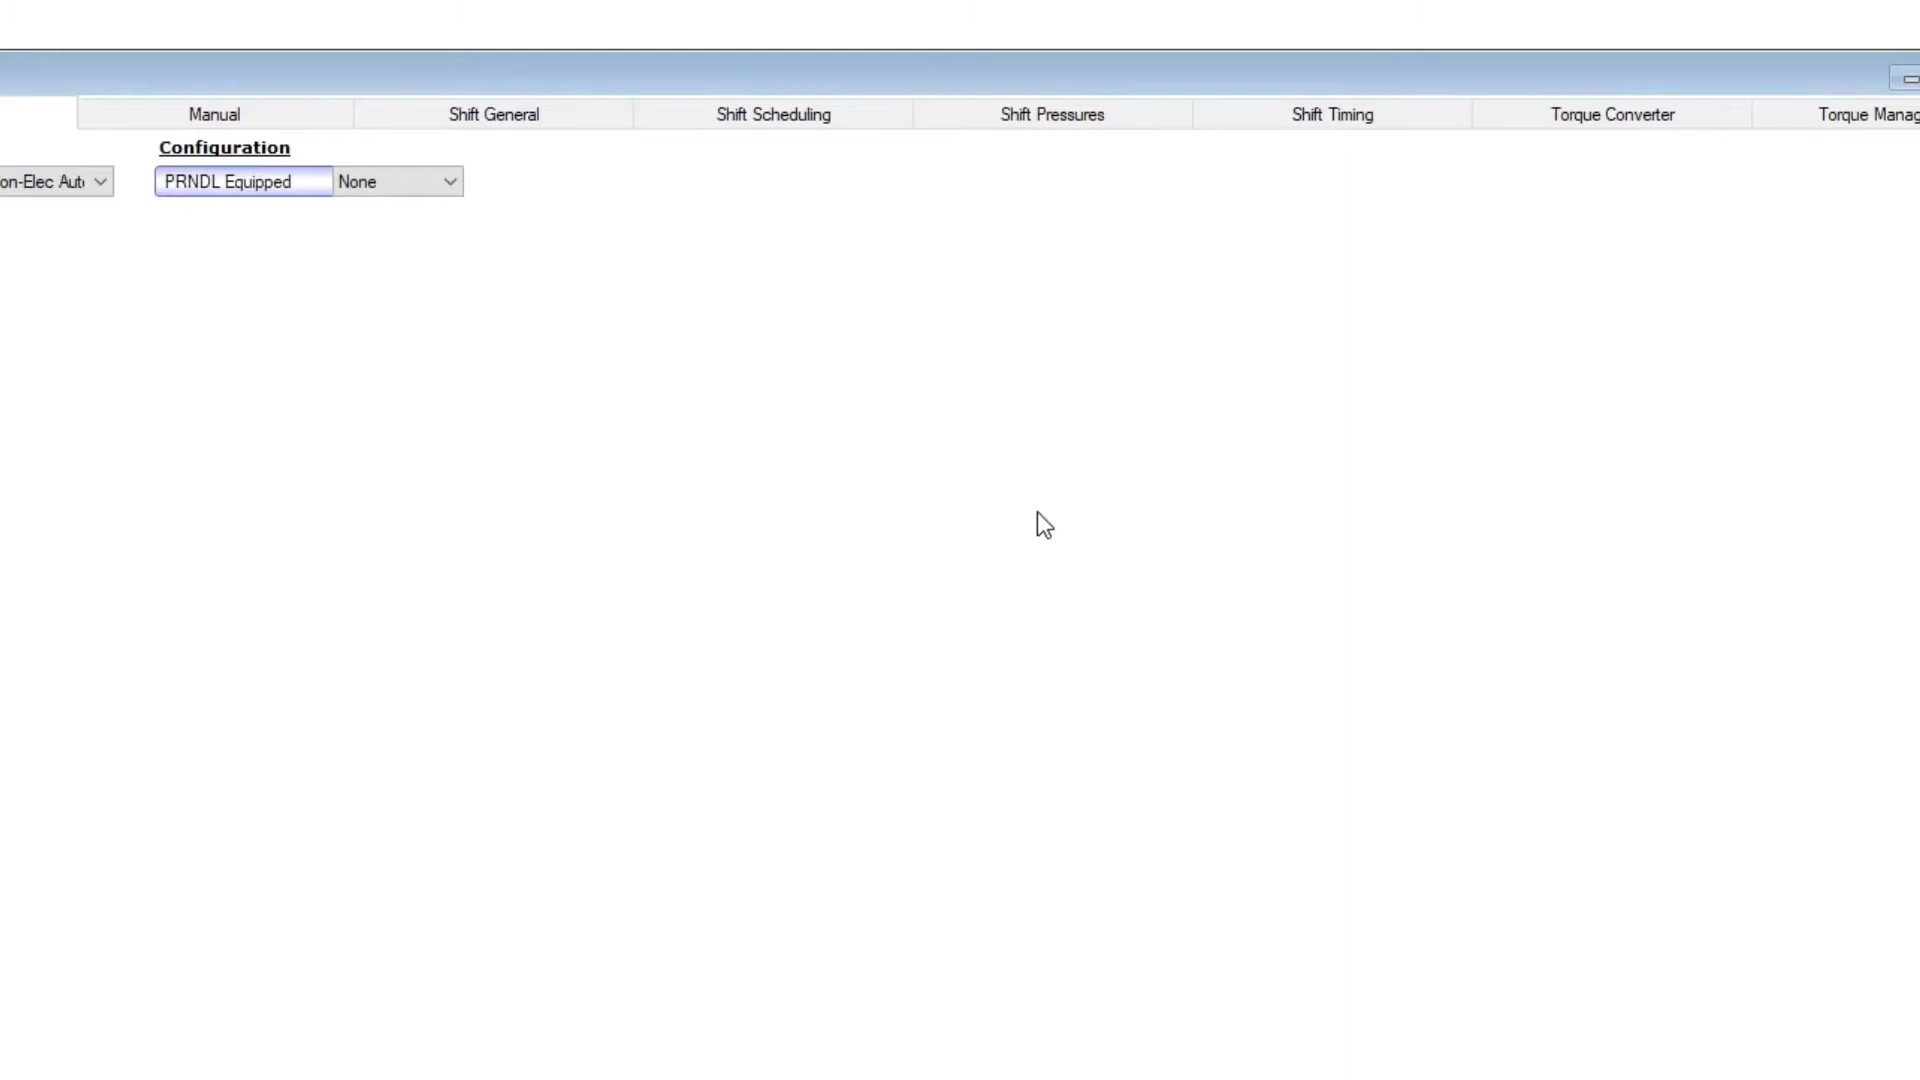 Manual Shift General Shift Scheduling Shift Pressures Shift Timing Torque Converter Torque Manag
Configuration
on-Elec Aut PRNDL Equipped None